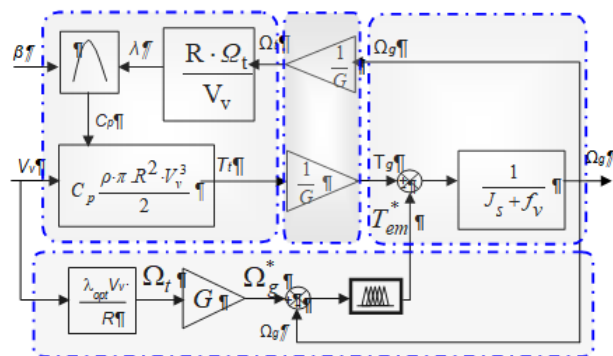 β¶
¶
λ¶
R · Ω_t
V_v
Ω_t¶
1
G
¶
Ω_g¶
C_p¶
V_v¶
C_p ρ·π.R²·V_v³ ¶
2
T_t¶
1
G
¶
T_g¶
¶
1
J_s + f_v
¶
Ω_g
¶
T*_em ¶
λ_opt V_v·
R¶
Ω_t ¶
G ¶
Ω*_g ¶
¶ ¶
¶
Ω_g¶